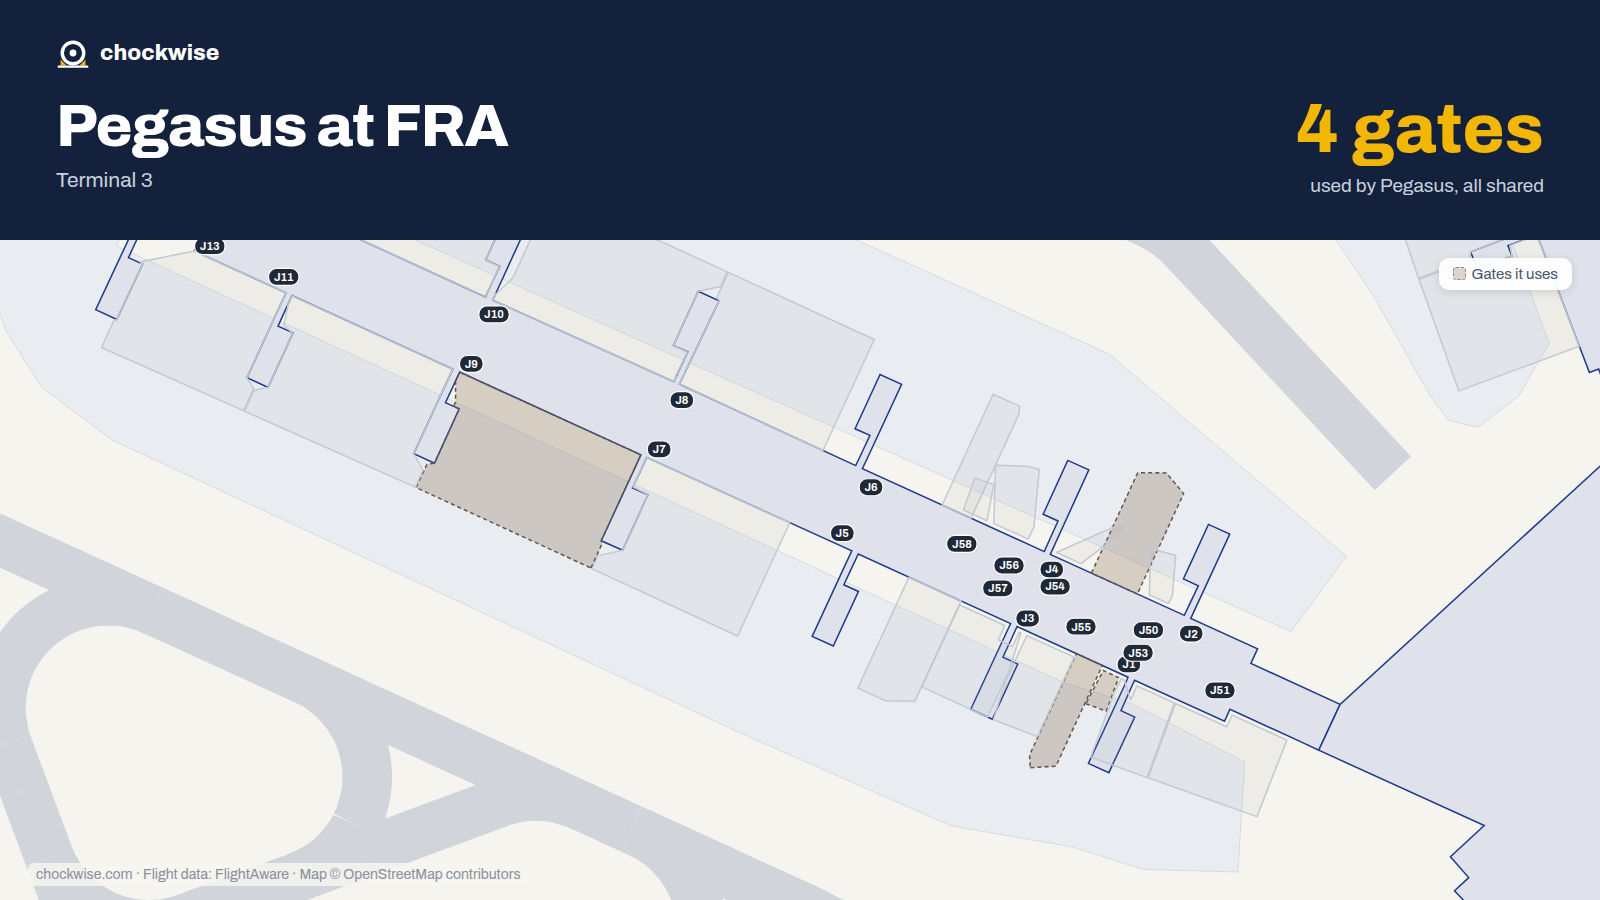 chockwise
Pegasus at FRA
Terminal 3
4 gates
used by Pegasus, all shared
Gates it uses
J13
J11
J10
J9
J8
J7
J6
J5
J58
J56
J4
J57
J54
J3
J55
J50
J2
J53
J1
J51
chockwise.com · Flight data: FlightAware · Map © OpenStreetMap contributors